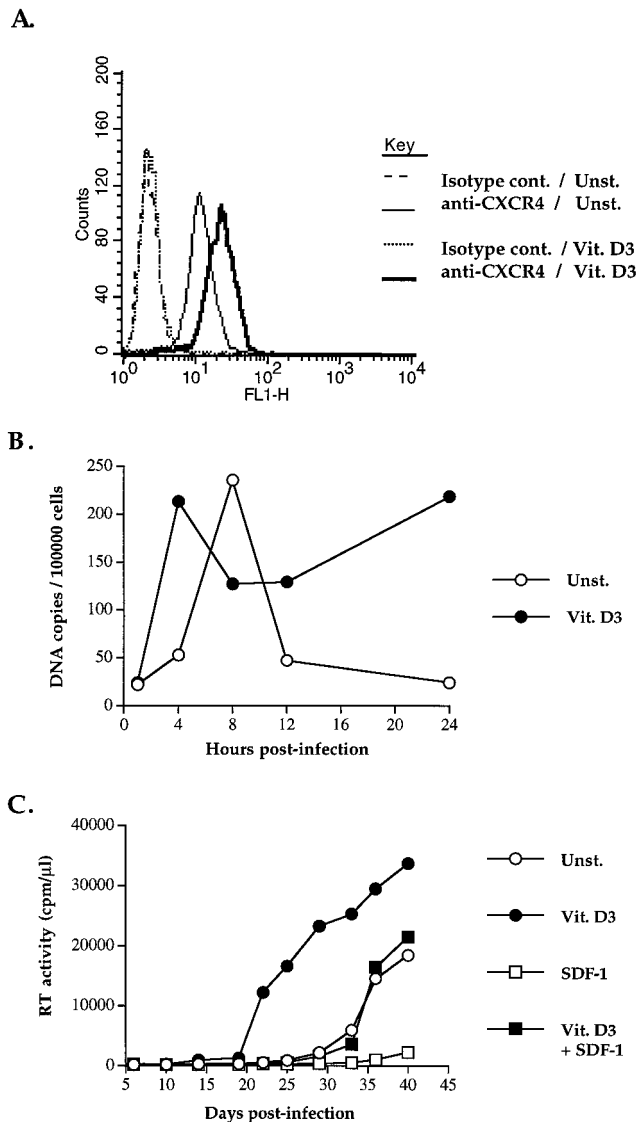 A.
200
160
120
80
40
0
Counts
10^0 10^1 10^2 10^3 10^4
FL1-H
Key
Isotype cont. / Unst.
anti-CXCR4 / Unst.
Isotype cont. / Vit. D3
anti-CXCR4 / Vit. D3
B.
250
200
150
100
50
0
DNA copies / 100000 cells
0 4 8 12 16 20 24
Hours post-infection
Unst.
Vit. D3
C.
40000
30000
20000
10000
0
RT activity (cpm/µl)
5 10 15 20 25 30 35 40 45
Days post-infection
Unst.
Vit. D3
SDF-1
Vit. D3
+ SDF-1